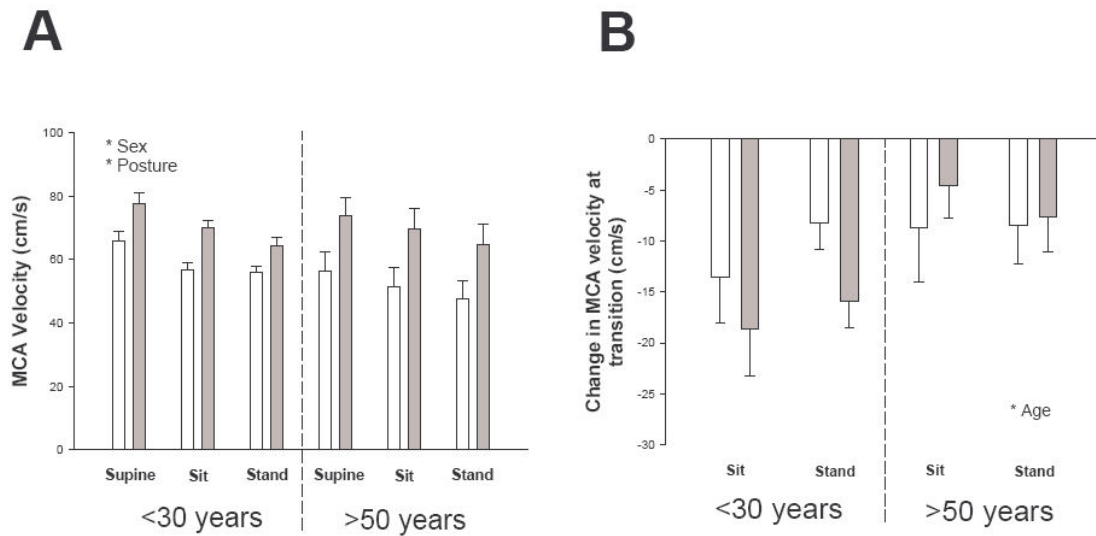 A
B
MCA Velocity (cm/s)
100
80
60
40
20
0
* Sex
* Posture
Supine
Sit
Stand
Supine
Sit
Stand
<30 years
>50 years
Change in MCA velocity at
transition (cm/s)
0
-5
-10
-15
-20
-25
-30
* Age
Sit
Stand
Sit
Stand
<30 years
>50 years